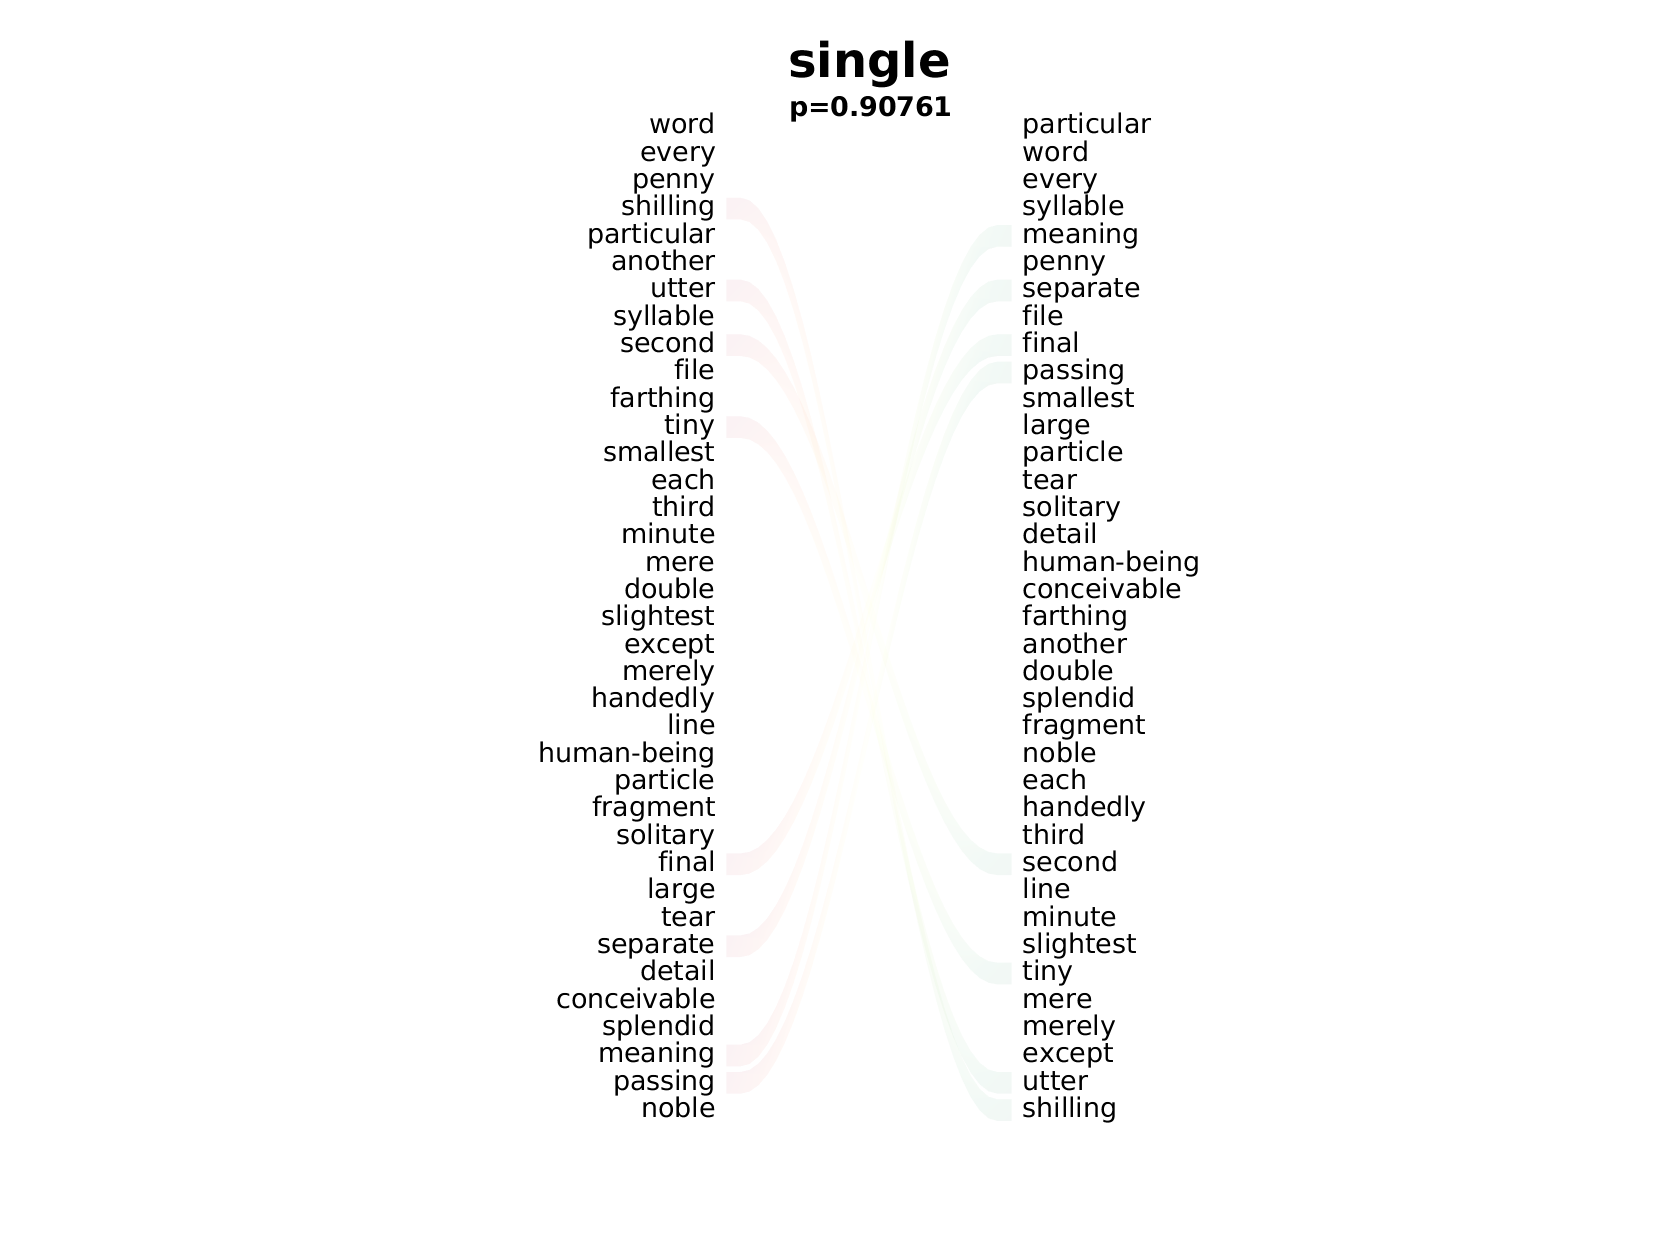 single
p=0.90761
word particular
every word
penny every
shilling syllable
particular meaning
another penny
utter separate
syllable file
second final
file passing
farthing smallest
tiny large
smallest particle
each tear
third solitary
minute detail
mere human-being
double conceivable
slightest farthing
except another
merely double
handedly splendid
line fragment
human-being noble
particle each
fragment handedly
solitary third
final second
large line
tear minute
separate slightest
detail tiny
conceivable mere
splendid merely
meaning except
passing utter
noble shilling